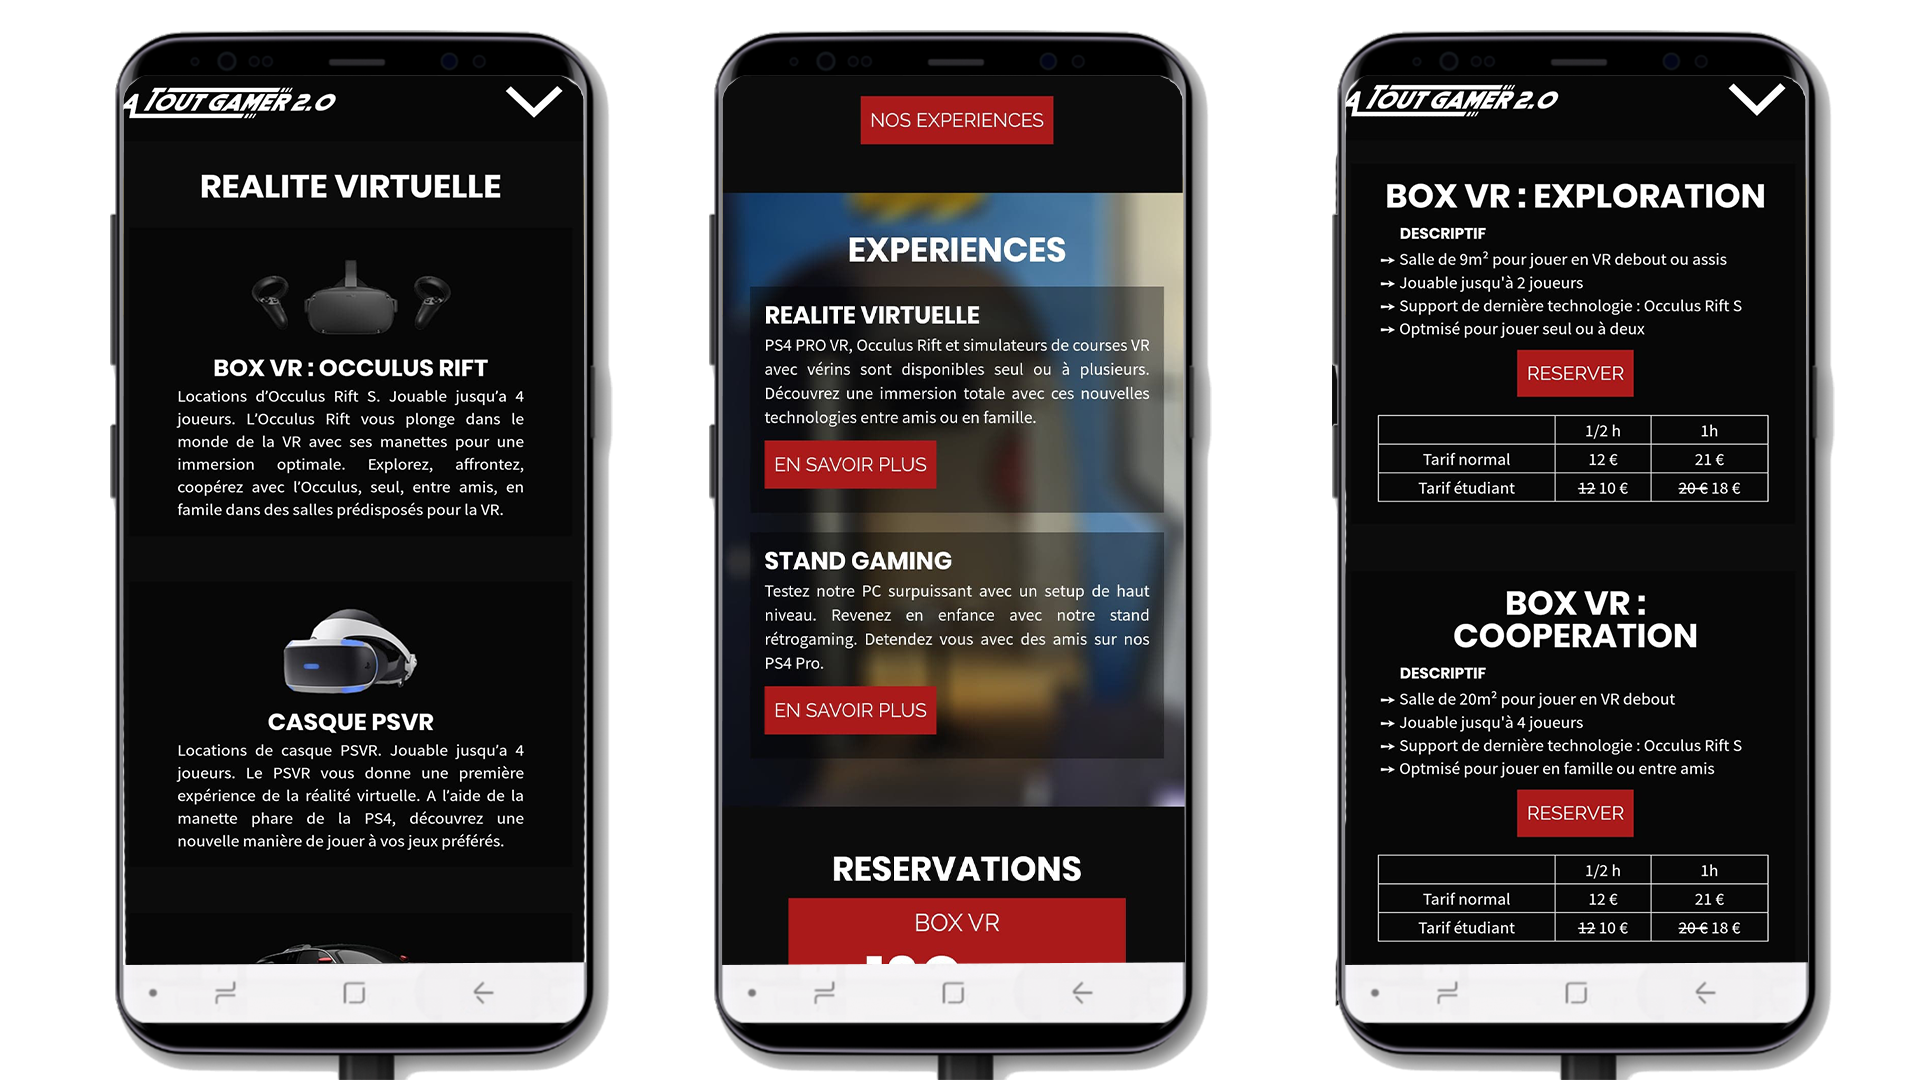 A TOUT GAMER 2.0
REALITE VIRTUELLE
BOX VR : OCCULUS RIFT
Locations d'Occulus Rift S. Jouable jusqu'a 4
joueurs. L'Occulus Rift vous plonge dans le
monde de la VR avec ses manettes pour une
immersion optimale. Explorez, affrontez,
coopérez avec l'Occulus, seul, entre amis, en
famile dans des salles prédisposés pour la VR.
CASQUE PSVR
Locations de casque PSVR. Jouable jusqu'a 4
joueurs. Le PSVR vous donne une première
expérience de la réalité virtuelle. A l'aide de la
manette phare de la PS4, découvrez une
nouvelle manière de jouer à vos jeux préférés.
NOS EXPERIENCES
EXPERIENCES
REALITE VIRTUELLE
PS4 PRO VR, Occulus Rift et simulateurs de courses VR
avec vérins sont disponibles seul ou à plusieurs.
Découvrez une immersion totale avec ces nouvelles
technologies entre amis ou en famille.
EN SAVOIR PLUS
STAND GAMING
Testez notre PC surpuissant avec un setup de haut
niveau. Revenez en enfance avec notre stand
rétrogaming. Detendez vous avec des amis sur nos
PS4 Pro.
EN SAVOIR PLUS
RESERVATIONS
BOX VR
A TOUT GAMER 2.0
BOX VR : EXPLORATION
DESCRIPTIF
➙ Salle de 9m² pour jouer en VR debout ou assis
➙ Jouable jusqu'à 2 joueurs
➙ Support de dernière technologie : Occulus Rift S
➙ Optmisé pour jouer seul ou à deux
RESERVER
1/2 h 1h
Tarif normal 12 € 21 €
Tarif étudiant 12 10 € 20 € 18 €
BOX VR :
COOPERATION
DESCRIPTIF
➙ Salle de 20m² pour jouer en VR debout
➙ Jouable jusqu'à 4 joueurs
➙ Support de dernière technologie : Occulus Rift S
➙ Optmisé pour jouer en famille ou entre amis
RESERVER
1/2 h 1h
Tarif normal 12 € 21 €
Tarif étudiant 12 10 € 20 € 18 €